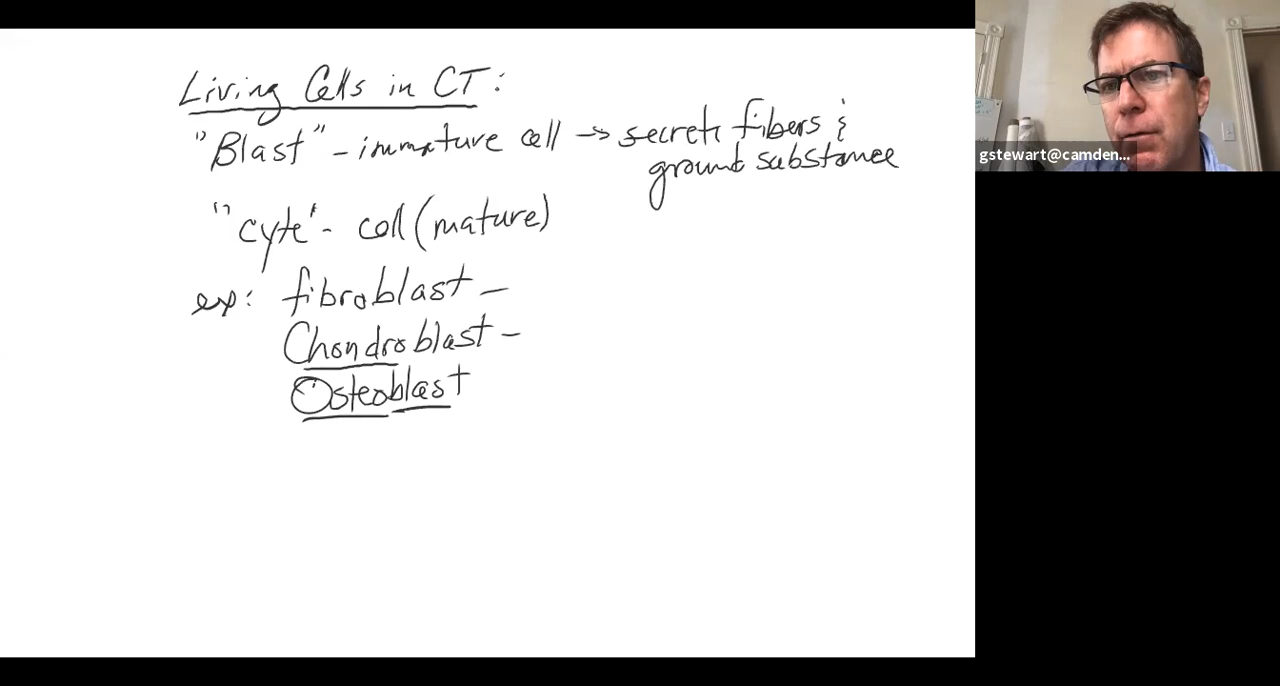 Living Cells in CT:
"Blast" - immature cell -> secrete fibers &
ground substance
"cyte" - cell (mature)
ex: fibroblast -
Chondroblast -
Osteoblast
gstewart@camden...